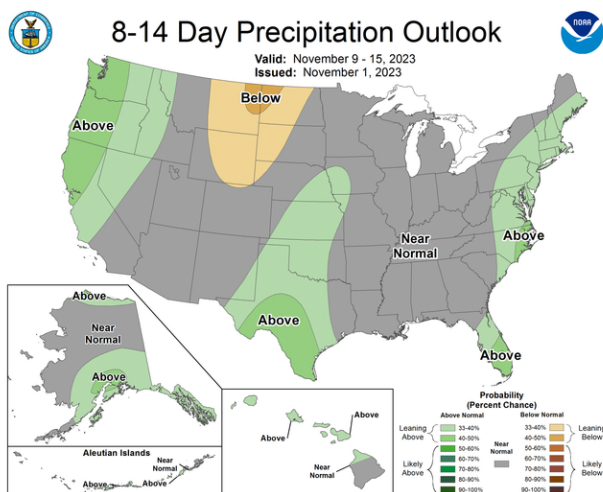 NOAA
8-14 Day Precipitation Outlook
Valid: November 9 - 15, 2023
Issued: November 1, 2023
Below
Above
Near
Normal
Above
Above
Above
Above
Near
Normal
Above
Aleutian Islands
Near
Normal
Above
Above
Above
Above
Near
Normal
Probability
(Percent Chance)
Above Normal
Below Normal
Leaning
Above
33-40%
40-50%
Likely
Above
50-60%
60-70%
70-80%
80-90%
90-100%
Near
Normal
33-40%
40-50%
50-60%
60-70%
70-80%
80-90%
90-100%
Leaning
Below
Likely
Below